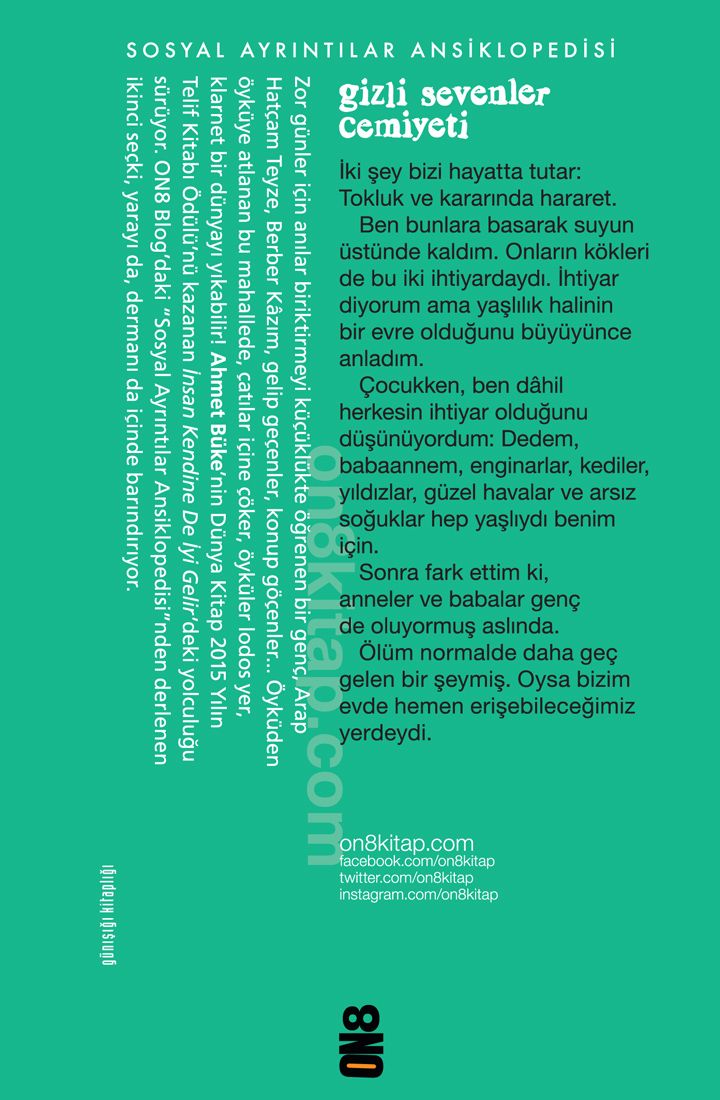 SOSYAL AYRINTILAR ANSİKLOPEDİSİ
gizli sevenler
cemiyeti
İki şey bizi hayatta tutar:
Tokluk ve kararında hararet.
Ben bunlara basarak suyun
üstünde kaldım. Onların kökleri
de bu iki ihtiyardaydı. İhtiyar
diyorum ama yaşlılık halinin
bir evre olduğunu büyüyünce
anladım.
Çocukken, ben dâhil
herkesin ihtiyar olduğunu
düşünüyordum: Dedem,
babaannem, enginarlar, kediler,
yıldızlar, güzel havalar ve arsız
soğuklar hep yaşlıydı benim
için.
Sonra fark ettim ki,
anneler ve babalar genç
de oluyormuş aslında.
Ölüm normalde daha geç
gelen bir şeymiş. Oysa bizim
evde hemen erişebileceğimiz
yerdeydi.
Zor günler için anılar biriktirmeyi küçüklükte öğrenen bir genç, Arap
Hatçam Teyze, Berber Kâzım, gelip geçenler, konup göçenler... Öyküden
öyküye atlanan bu mahallede, çatılar içine çöker, öyküler lodos yer,
klarnet bir dünyayı yıkabilir! Ahmet Büke'nin Dünya Kitap 2015 Yılın
Telif Kitabı Ödülü'nü kazanan İnsan Kendine De İyi Gelir'deki yolculuğu
sürüyor. ON8 Blog'daki "Sosyal Ayrıntılar Ansiklopedisi"nden derlenen
ikinci seçki, yarayı da, dermanı da içinde barındırıyor.
on8kitap.com
on8kitap.com
facebook.com/on8kitap
twitter.com/on8kitap
instagram.com/on8kitap
günışığı kitaplığı
ON8